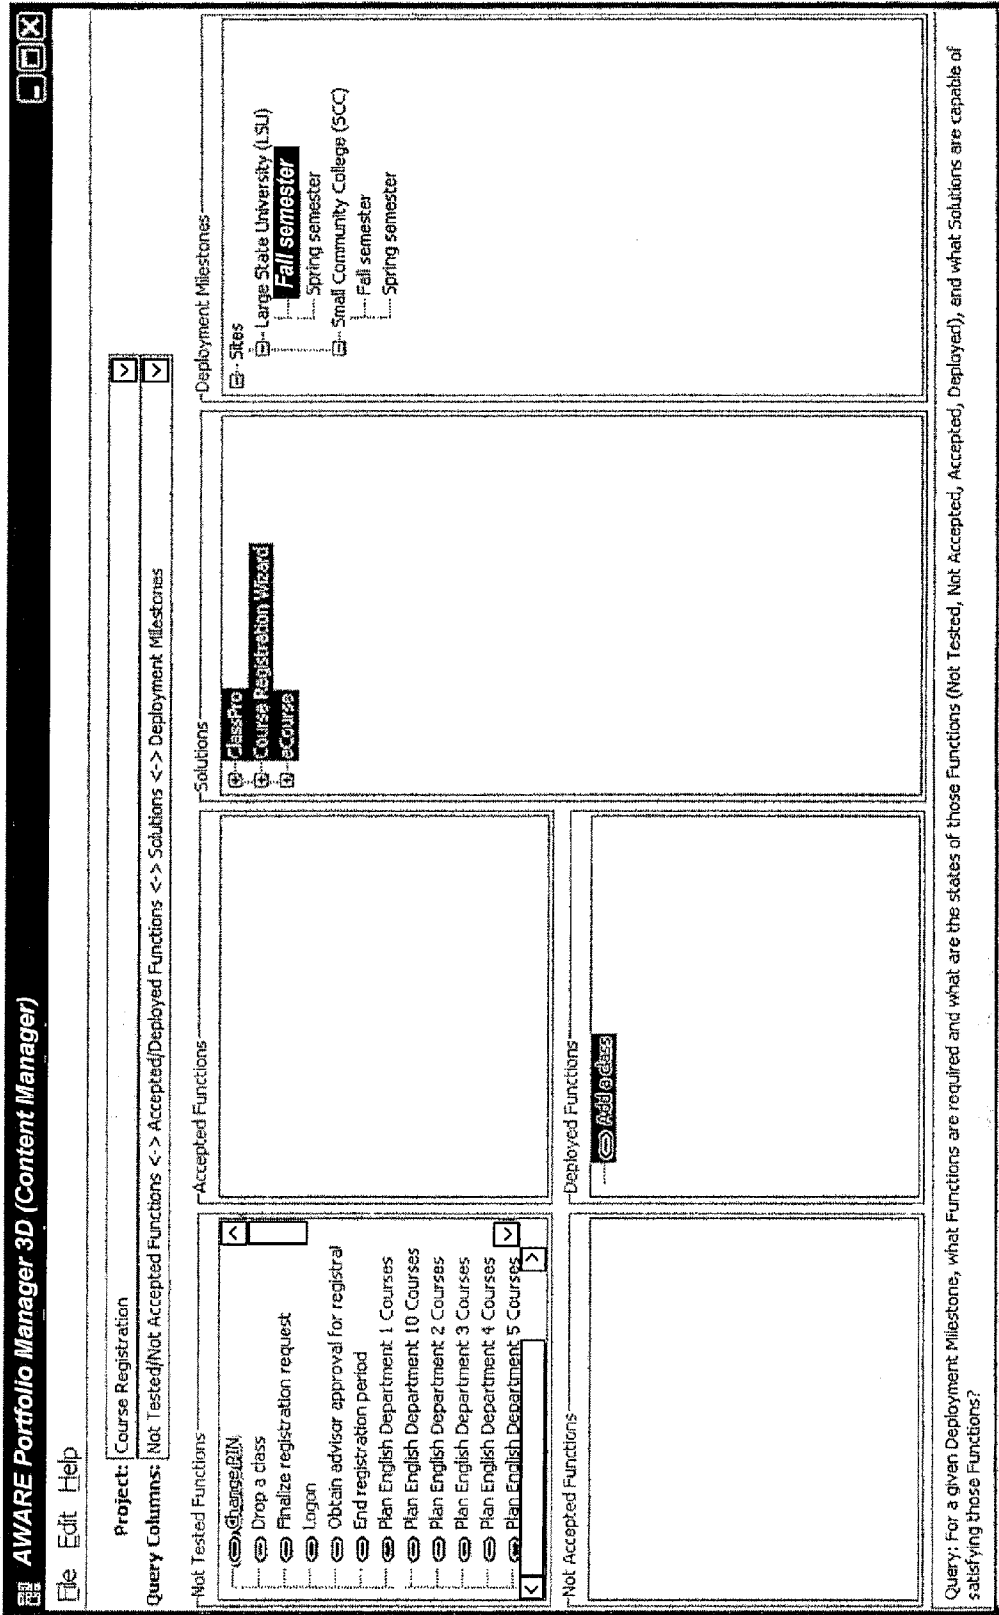 AWARE Portfolio Manager 3D (Content Manager)
File Edit Help
Project: Course Registration
Query Columns: Not Tested/Not Accepted Functions <-> Accepted/Deployed Functions <-> Solutions <-> Deployment Milestones
Not Tested Functions
Change PIN
Drop a class
Finalize registration request
Logon
Obtain advisor approval for registral
End registration period
Plan English Department 1 Courses
Plan English Department 10 Courses
Plan English Department 2 Courses
Plan English Department 3 Courses
Plan English Department 4 Courses
Plan English Department 5 Courses
Not Accepted Functions
Accepted Functions
Deployed Functions
Add a class
Solutions
ClassPro
Course Registration Wizard
eCourse
Deployment Milestones
Sites
Large State University (LSU)
Fall semester
Spring semester
Small Community College (SCC)
Fall semester
Spring semester
Query: For a given Deployment Milestone, what Functions are required and what are the states of those Functions (Not Tested, Not Accepted, Accepted, Deployed), and what Solutions are capable of
satisfying those Functions?